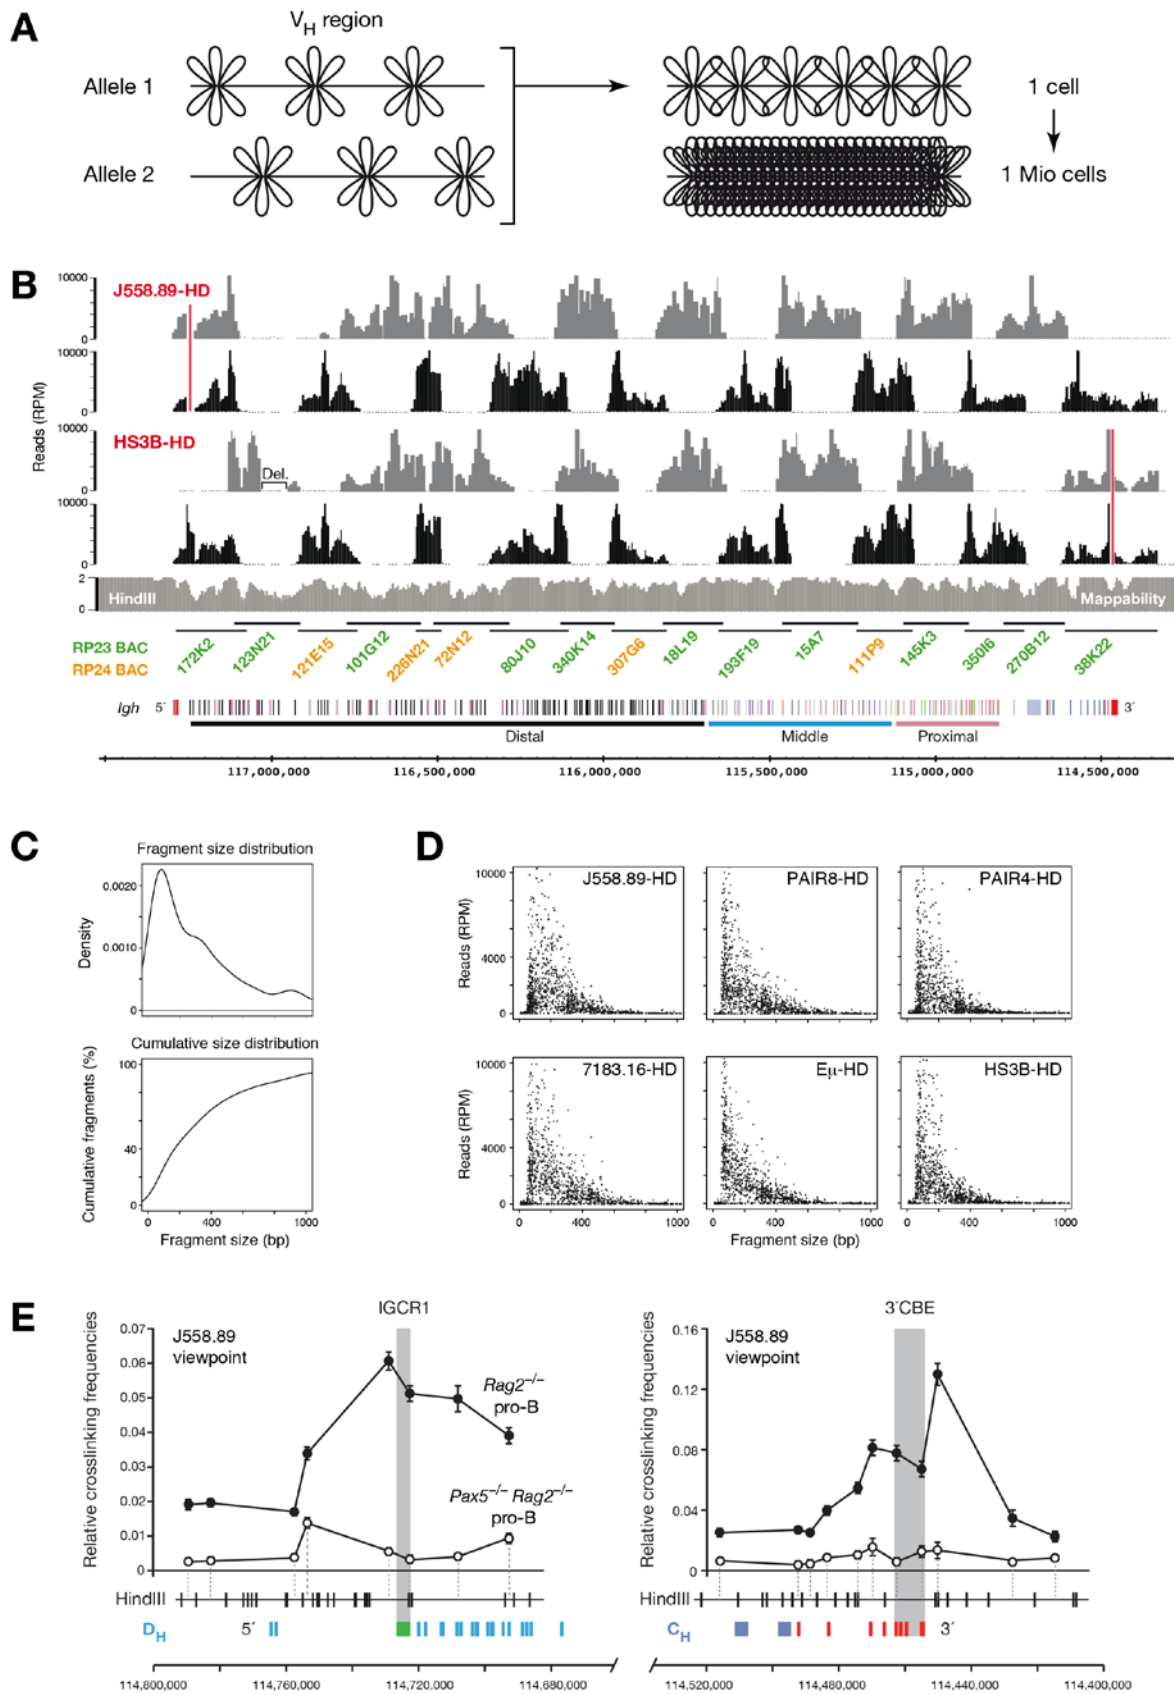 A
V_H region
Allele 1
Allele 2
1 cell
1 Mio cells
B
Reads (RPM)
10000
0
J558.89-HD
10000
0
10000
0
HS3B-HD
Del.
10000
0
2
0
HindIII
Mappability
RP23 BAC
RP24 BAC
172K2
123N21
121E15
101G12
226N21
72N12
80J10
340K14
307G6
18L19
193F19
15A7
111P9
145K3
350I6
270B12
38K22
Igh
5´
3´
Distal
Middle
Proximal
117,000,000
116,500,000
116,000,000
115,500,000
115,000,000
114,500,000
C
Fragment size distribution
Density
0.0020
0.0010
0
Cumulative size distribution
Cumulative fragments (%)
100
40
0
0
400
1000
Fragment size (bp)
D
Reads (RPM)
10000
4000
0
J558.89-HD
PAIR8-HD
PAIR4-HD
Reads (RPM)
10000
4000
0
7183.16-HD
Eμ-HD
HS3B-HD
0
400
1000
0
400
1000
0
400
1000
Fragment size (bp)
E
IGCR1
Relative crosslinking frequencies
0.07
0.06
0.05
0.04
0.03
0.02
0.01
0
J558.89
viewpoint
Rag2−/−
pro-B
Pax5−/− Rag2−/−
pro-B
HindIII
D_H
5´
114,800,000
114,760,000
114,720,000
114,680,000
3´CBE
Relative crosslinking frequencies
0.16
0.12
0.08
0.04
0
J558.89
viewpoint
HindIII
C_H
3´
114,520,000
114,480,000
114,440,000
114,400,000